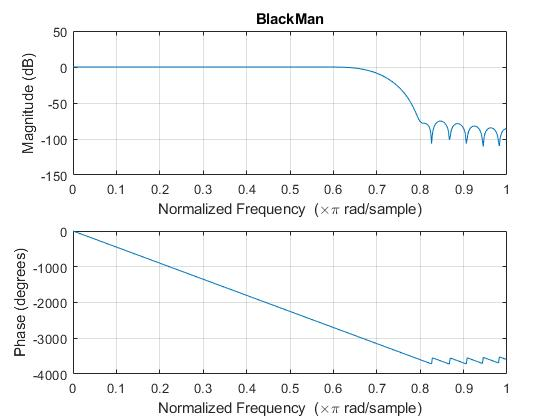 BlackMan
50
0
-50
-100
-150
Magnitude (dB)
0 0.1 0.2 0.3 0.4 0.5 0.6 0.7 0.8 0.9 1
Normalized Frequency (×π rad/sample)
0
-1000
-2000
-3000
-4000
Phase (degrees)
0 0.1 0.2 0.3 0.4 0.5 0.6 0.7 0.8 0.9 1
Normalized Frequency (×π rad/sample)